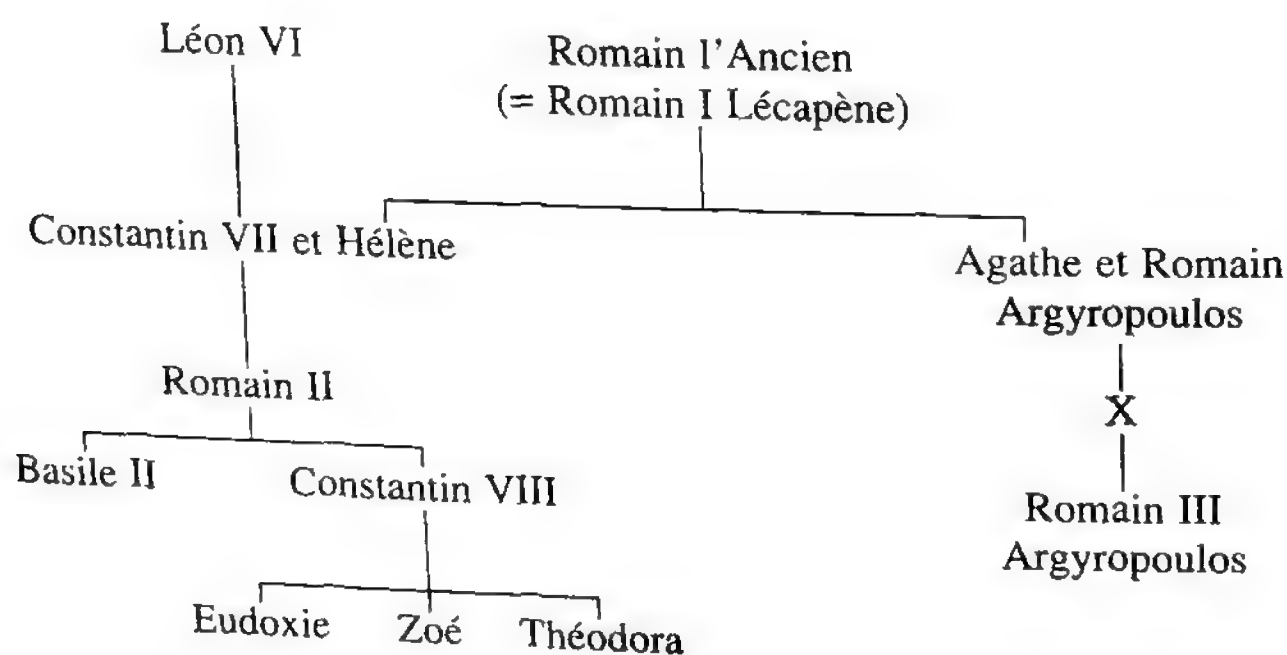 Léon VI
Romain l'Ancien
(= Romain I Lécapène)
Constantin VII et Hélène
Agathe et Romain
Argyropoulos
Romain II
X
Basile II
Constantin VIII
Romain III
Argyropoulos
Eudoxie
Zoé
Théodora